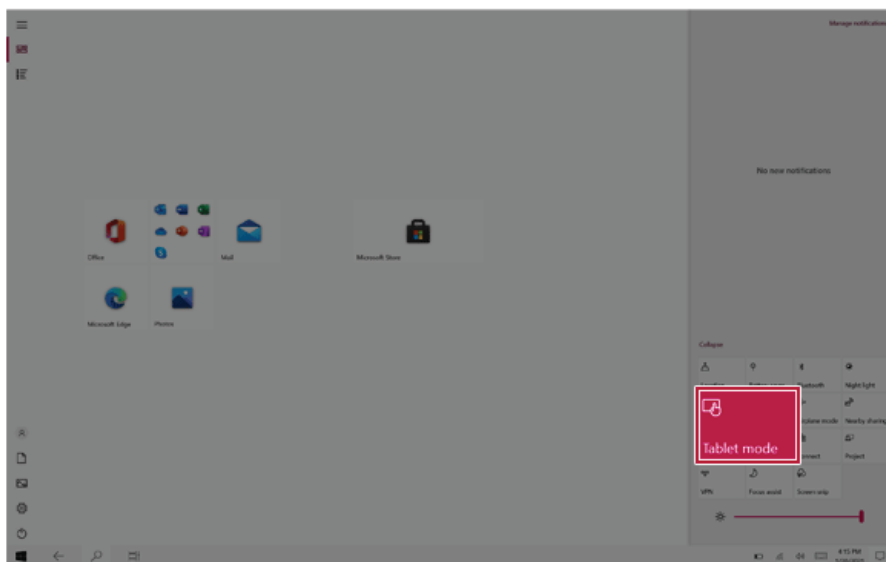 Manage notifications
No new notifications
Office
Mail
Microsoft Store
Microsoft Edge
Photos
Collapse
Location
Bluetooth
Night light
Tablet mode
Nearby sharing
Project
VPN
Focus assist
Screen snip
4:15 PM